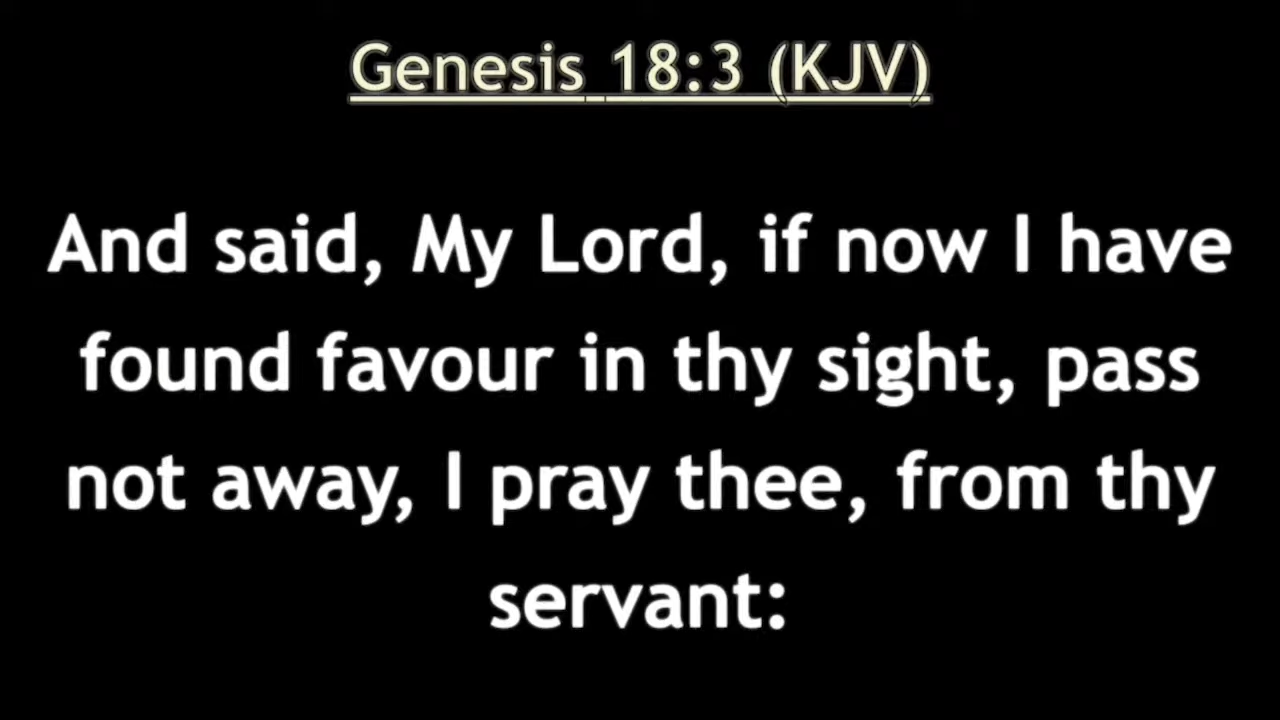 Genesis 18:3 (KJV)
And said, My Lord, if now I have
found favour in thy sight, pass
not away, I pray thee, from thy
servant: